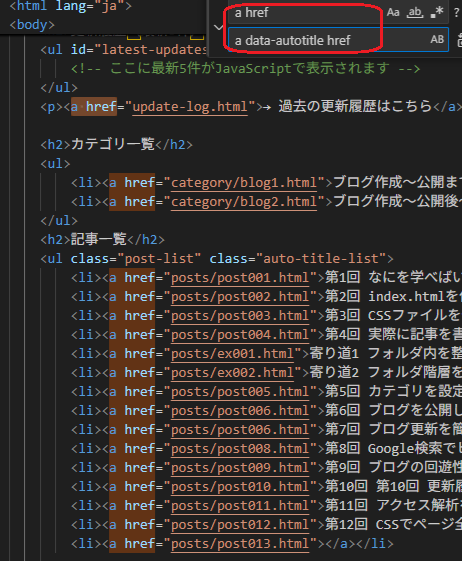 <html lang="ja">
<body>
a href
Aa ab .* ?
a data-autotitle href
AB
<ul id="latest-updates
<!-- ここに最新5件がJavaScriptで表示されます -->
</ul>
<p><a href="update-log.html">→ 過去の更新履歴はこちら</a>
<h2>カテゴリ一覧</h2>
<ul>
<li><a href="category/blog1.html">ブログ作成～公開ま
<li><a href="category/blog2.html">ブログ作成～公開後～
</ul>
<h2>記事一覧</h2>
<ul class="post-list" class="auto-title-list">
<li><a href="posts/post001.html">第1回 なにを学べばい
<li><a href="posts/post002.html">第2回 index.htmlを
<li><a href="posts/post003.html">第3回 CSSファイルを
<li><a href="posts/post004.html">第4回 実際に記事を書
<li><a href="posts/ex001.html">寄り道1 フォルダ内を整
<li><a href="posts/ex002.html">寄り道2 フォルダ階層を
<li><a href="posts/post005.html">第5回 カテゴリを設定
<li><a href="posts/post006.html">第6回 ブログを公開し
<li><a href="posts/post006.html">第7回 ブログ更新を簡
<li><a href="posts/post008.html">第8回 Google検索でヒ
<li><a href="posts/post009.html">第9回 ブログの回遊性
<li><a href="posts/post010.html">第10回 第10回 更新履
<li><a href="posts/post011.html">第11回 アクセス解析
<li><a href="posts/post012.html">第12回 CSSでページ全
<li><a href="posts/post013.html"></a></li>